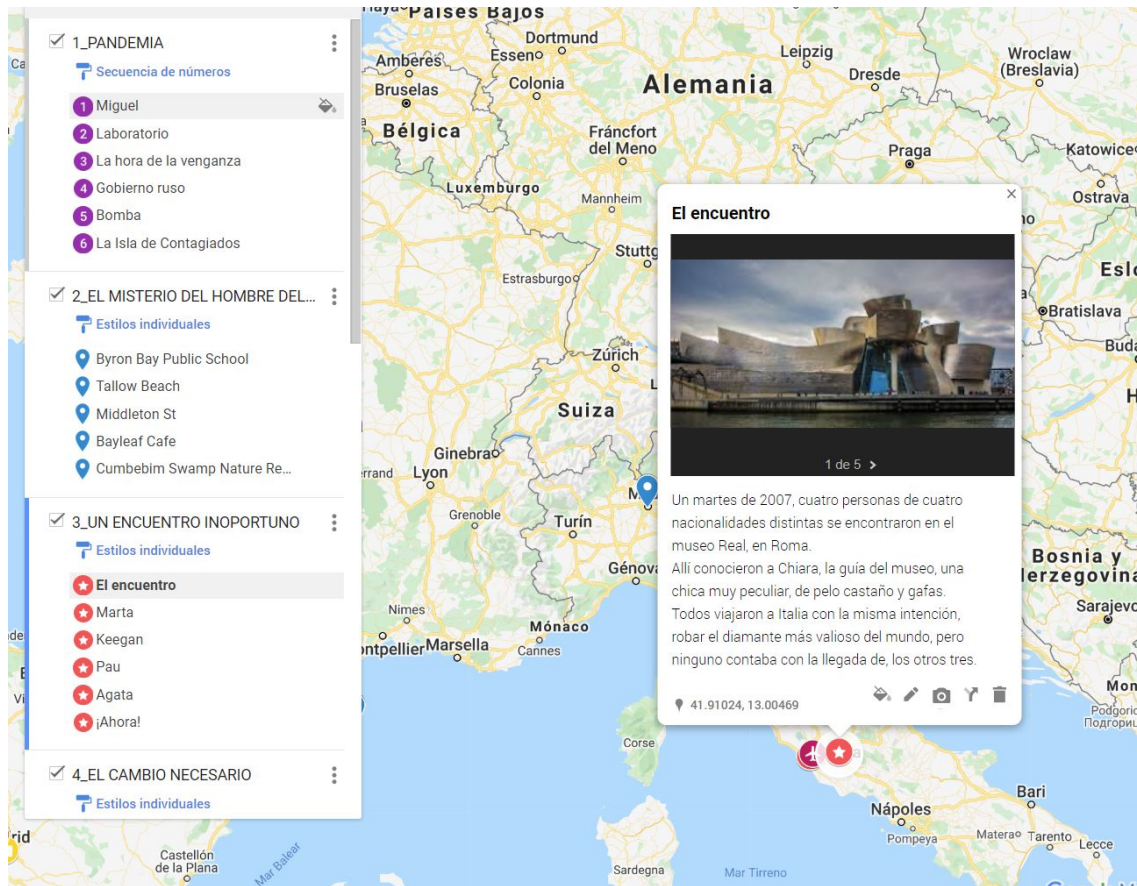 1_PANDEMIA
Secuencia de números
1 Miguel
2 Laboratorio
3 La hora de la venganza
4 Gobierno ruso
5 Bomba
6 La Isla de Contagiados
2_EL MISTERIO DEL HOMBRE DEL...
Estilos individuales
Byron Bay Public School
Tallow Beach
Middleton St
Bayleaf Cafe
Cumbebim Swamp Nature Re...
3_UN ENCUENTRO INOPORTUNO
Estilos individuales
El encuentro
Marta
Keegan
Pau
Agata
¡Ahora!
4_EL CAMBIO NECESARIO
Estilos individuales
El encuentro
1 de 5
Un martes de 2007, cuatro personas de cuatro
nacionalidades distintas se encontraron en el
museo Real, en Roma.
Allí conocieron a Chiara, la guía del museo, una
chica muy peculiar, de pelo castaño y gafas.
Todos viajaron a Italia con la misma intención,
robar el diamante más valioso del mundo, pero
ninguno contaba con la llegada de, los otros tres.
41.91024, 13.00469
Países Bajos
Dortmund
Essen
Amberes
Bruselas
Colonia
Leipzig
Dresde
Wroclaw
(Breslavia)
Alemania
Bélgica
Fráncfort
del Meno
Praga
Katowice
Ostrava
Luxemburgo
Mannheim
Stuttg
Estrasburgo
Eslo
Bratislava
Buda
Zúrich
Suiza
Ginebra
Lyon
Grenoble
Turín
Génova
Nimes
Mónaco
Marsella
Cannes
ntpellier
Bosnia y
Herzegovina
Sarajevo
Mon
Podgoric
Подгориц
Corse
Bari
Nápoles
Pompeya
Matera
Tarento
Lecce
Castellón
de la Plana
Mar Balear
Sardegna
Mar Tirreno